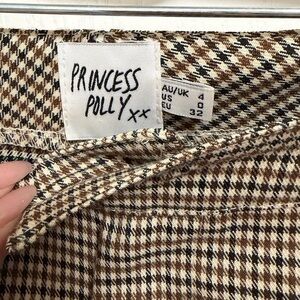 PRINCESS
POLLY xx
AU/UK 4
US 0
EU 32